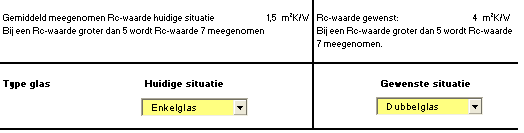 Gemiddeld meegenomen Rc-waarde huidige situatie 1,5 m²K/W
Bij een Rc-waarde groter dan 5 wordt Rc-waarde 7 meegenomen
Rc-waarde gewenst: 4 m²K/W
Bij een Rc-waarde groter dan 5 wordt Rc-waarde
7 meegenomen.
Type glas Huidige situatie Gewenste situatie
Enkelglas Dubbelglas